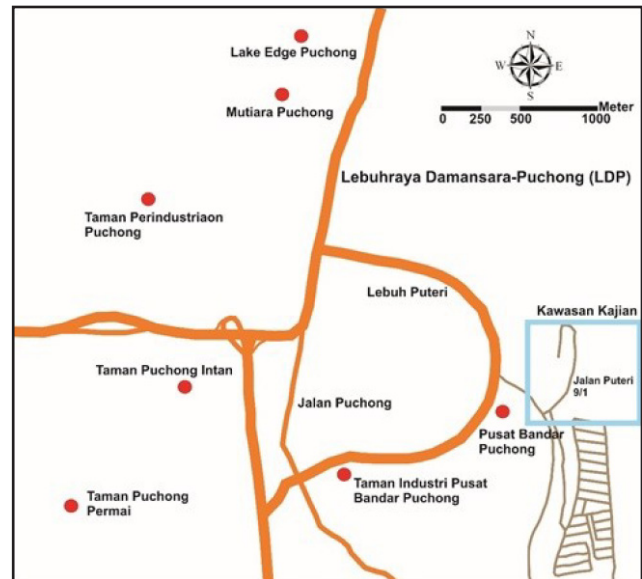 Lake Edge Puchong
N
W
E
S
Mutiara Puchong
Meter
0 250 500 1000
Lebuhraya Damansara-Puchong (LDP)
Taman Perindustriaon
Puchong
Lebuh Puteri
Kawasan Kajian
Taman Puchong Intan
Jalan Puteri
9/1
Jalan Puchong
Pusat Bandar
Puchong
Taman Industri Pusat
Bandar Puchong
Taman Puchong
Permai